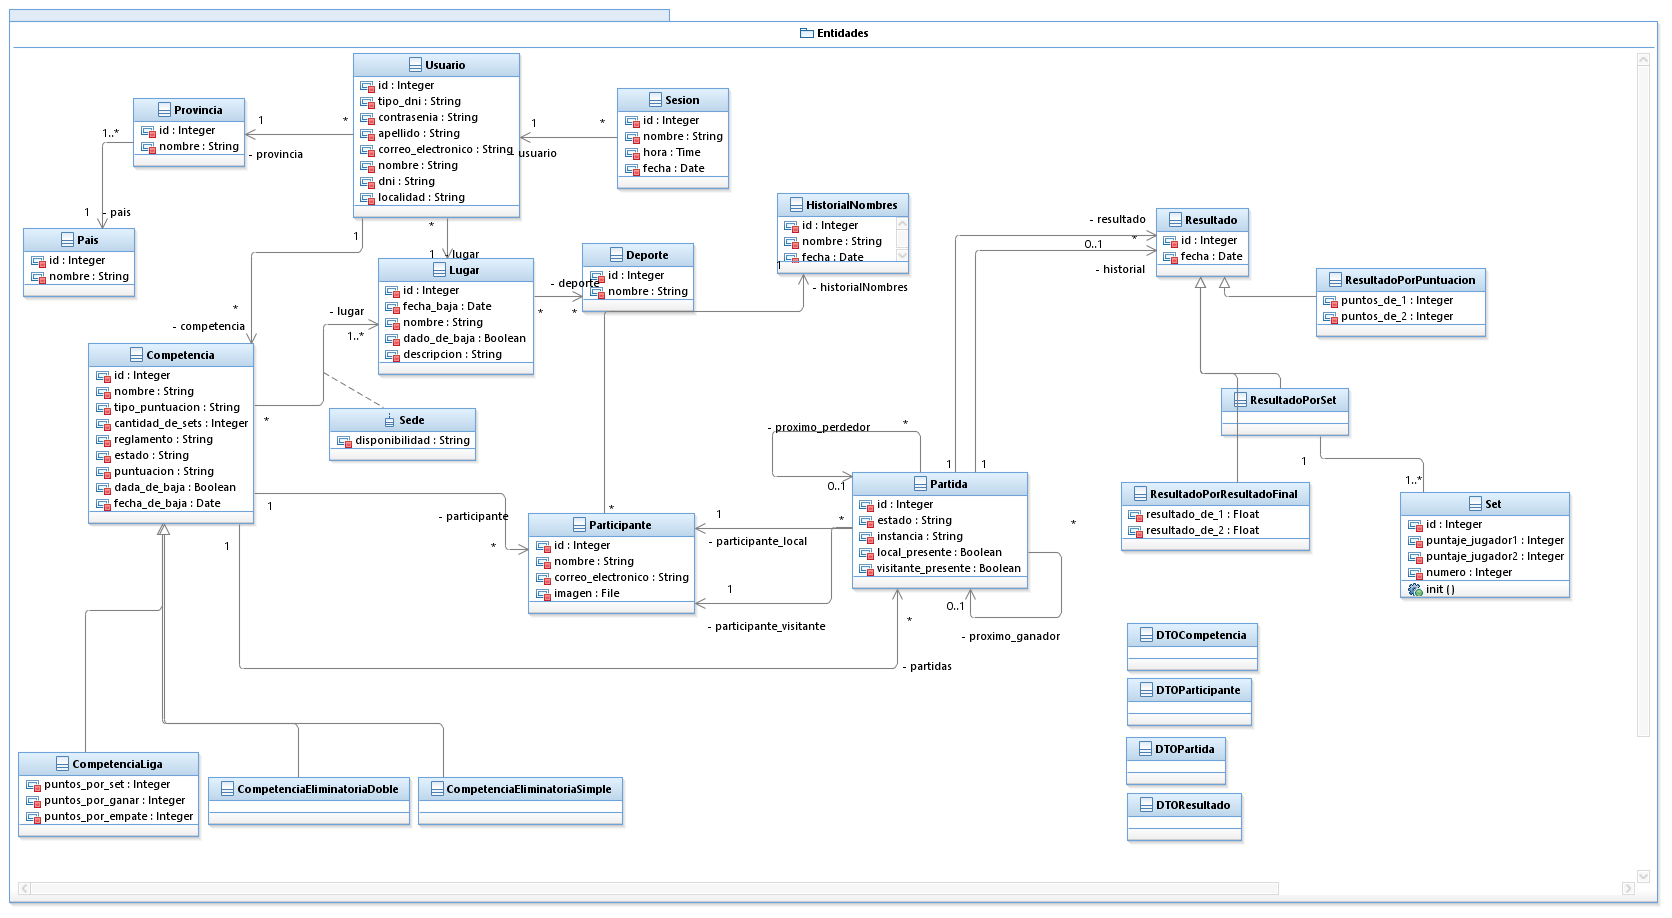 Entidades
Usuario
id : Integer
tipo_dni : String
contrasenia : String
apellido : String
correo_electronico : String
nombre : String
dni : String
localidad : String
Provincia
id : Integer
nombre : String
1
*
- provincia
1..*
1
- pais
Pais
id : Integer
nombre : String
Sesion
id : Integer
nombre : String
hora : Time
fecha : Date
1
*
- usuario
HistorialNombres
id : Integer
nombre : String
fecha : Date
1
- historialNombres
*
1
lugar
Lugar
id : Integer
fecha_baja : Date
nombre : String
dado_de_baja : Boolean
descripcion : String
Deporte
id : Integer
nombre : String
- deporte
*
*
1
*
- competencia
- lugar
1..*
*
Competencia
id : Integer
nombre : String
tipo_puntuacion : String
cantidad_de_sets : Integer
reglamento : String
estado : String
puntuacion : String
dada_de_baja : Boolean
fecha_de_baja : Date
Sede
disponibilidad : String
1
- participante
*
1
*
Participante
id : Integer
nombre : String
correo_electronico : String
imagen : File
- resultado
*
0..1
- historial
1
1
Resultado
id : Integer
fecha : Date
ResultadoPorPuntuacion
puntos_de_1 : Integer
puntos_de_2 : Integer
ResultadoPorSet
1
1..*
ResultadoPorResultadoFinal
resultado_de_1 : Float
resultado_de_2 : Float
Set
id : Integer
puntaje_jugador1 : Integer
puntaje_jugador2 : Integer
numero : Integer
init ( )
- proximo_perdedor
*
0..1
Partida
id : Integer
estado : String
instancia : String
local_presente : Boolean
visitante_presente : Boolean
1
*
- participante_local
1
- participante_visitante
*
0..1
- proximo_ganador
*
- partidas
DTOCompetencia
DTOParticipante
DTOPartida
DTOResultado
CompetenciaLiga
puntos_por_set : Integer
puntos_por_ganar : Integer
puntos_por_empate : Integer
CompetenciaEliminatoriaDoble
CompetenciaEliminatoriaSimple